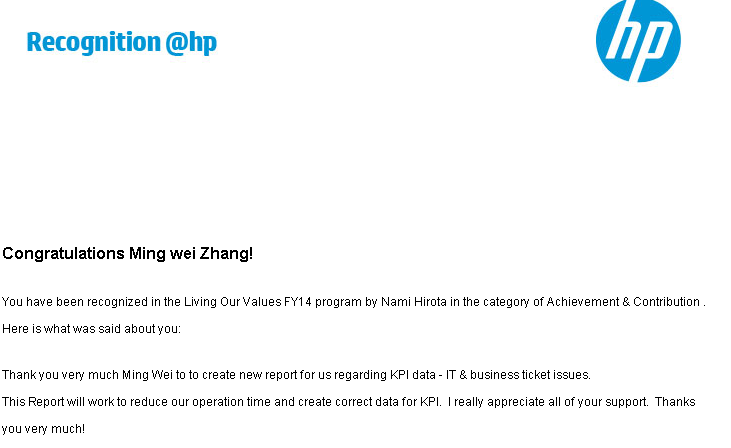 Recognition @hp
hp
Congratulations Ming wei Zhang!
You have been recognized in the Living Our Values FY14 program by Nami Hirota in the category of Achievement & Contribution .
Here is what was said about you:
Thank you very much Ming Wei to to create new report for us regarding KPI data - IT & business ticket issues.
This Report will work to reduce our operation time and create correct data for KPI.  I really appreciate all of your support.  Thanks
you very much!